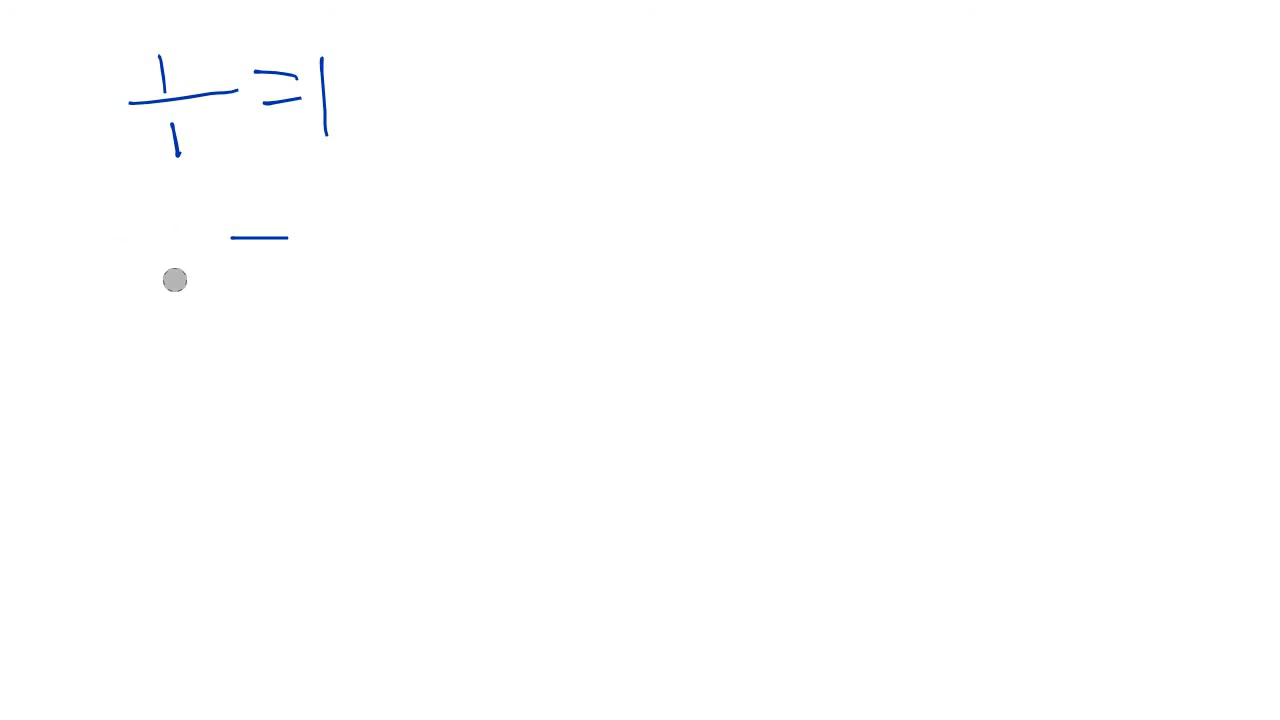 1/1 = 1
—